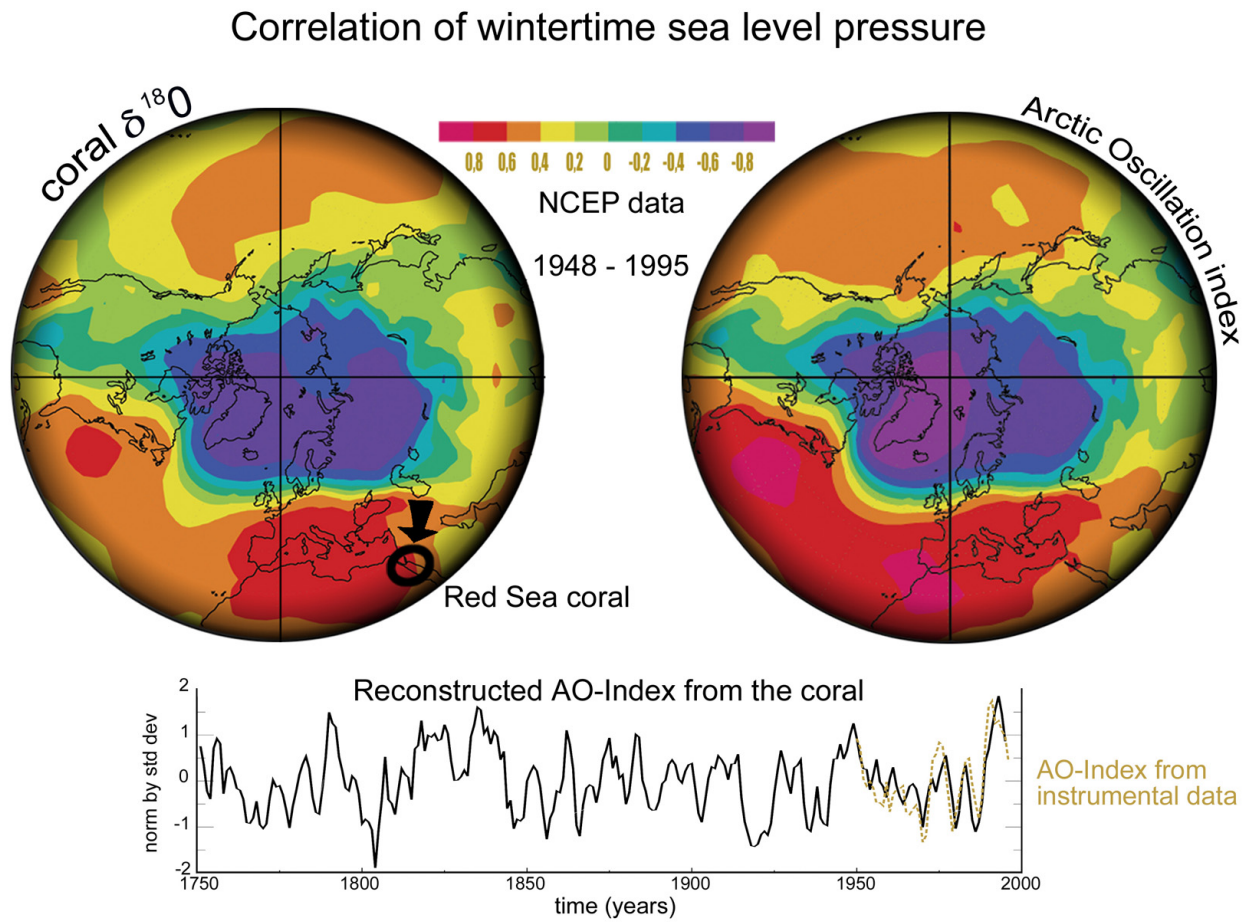 Correlation of wintertime sea level pressure
coral δ ¹⁸0
0,8 0,6 0,4 0,2 0 -0,2 -0,4 -0,6 -0,8
NCEP data
1948 - 1995
Arctic Oscillation index
Red Sea coral
Reconstructed AO-Index from the coral
norm by std dev
2
1
0
-1
-2
1750 1800 1850 1900 1950 2000
time (years)
AO-Index from
instrumental data